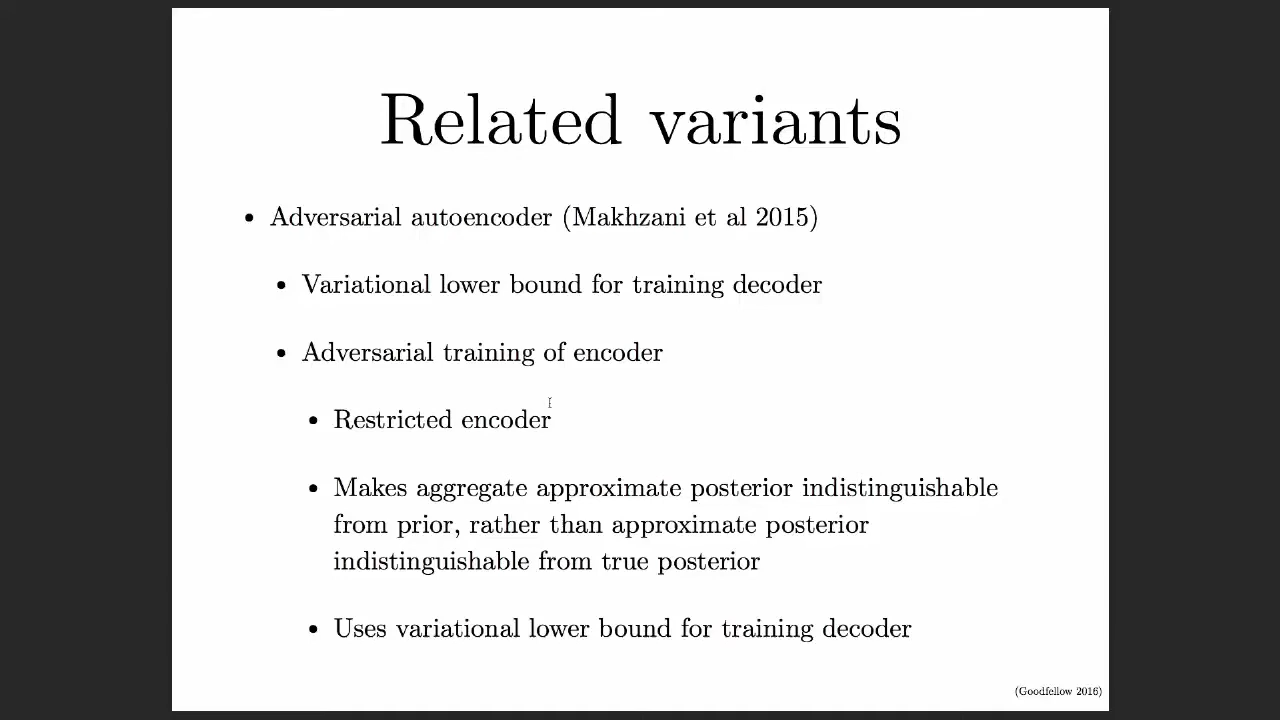 Related variants
• Adversarial autoencoder (Makhzani et al 2015)
• Variational lower bound for training decoder
• Adversarial training of encoder
• Restricted encoder
• Makes aggregate approximate posterior indistinguishable
from prior, rather than approximate posterior
indistinguishable from true posterior
• Uses variational lower bound for training decoder
(Goodfellow 2016)